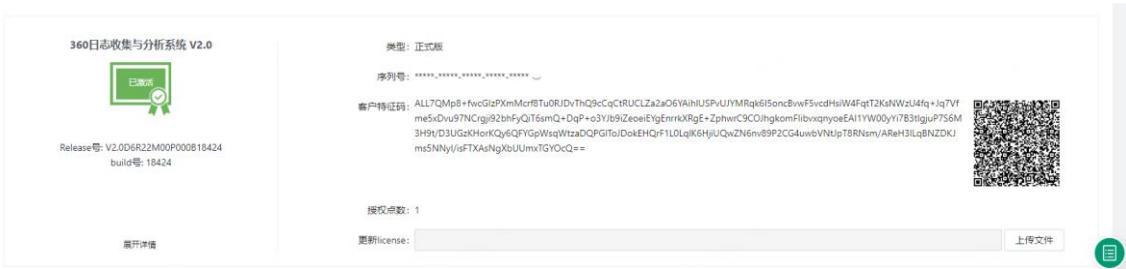 360日志收集与分析系统 V2.0
已激活
Release号: V2.0D6R22M00P000B18424
build号: 18424
展开详情
类型: 正式版
序列号: *****-*****-*****-*****-*****
客户特征码: ALL7QMp8+fwcGIzPXmMcrf8Tu0RJDvThQ9cCqCtRUCLZa2aO6YAihIUSPvUJYMRqk6I5oncBvwF5vcdHsiW4FqtT2KsNWzU4fq+Jq7Vf
me5xDvu97NCrgji92bhFyQiT6smQ+DqP+o3YJb9iZeoeiEYgEnrrkXRgE+ZphwrC9COJhgkomFlibvxqnyoeEAI1YW00yYi7B3tIgjuP7S6M
3H9t/D3UGzKHorKQy6QFYGpWsqWtzaDQPGIToJDokEHQrF1L0LqIK6HjiUQwZN6nv89P2CG4uwbVNtJpT8RNsm/AReH3ILqBNZDKJ
ms5NNyI/isFTXAsNgXbUUmxTGYOcQ==
授权点数: 1
更新license:
上传文件